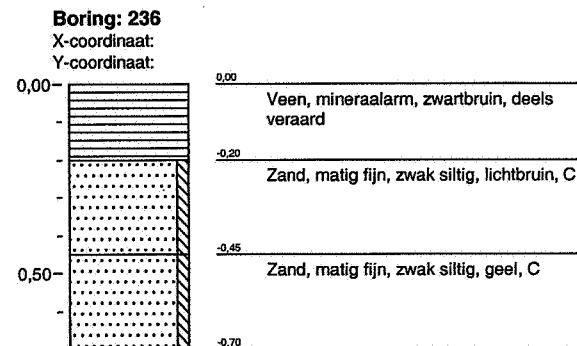 Boring: 236
X-coordinaat:
Y-coordinaat:
0,00
0,00
Veen, mineraalarm, zwartbruin, deels
veraard
-0,20
Zand, matig fijn, zwak siltig, lichtbruin, C
-0,45
0,50
Zand, matig fijn, zwak siltig, geel, C
-0,70